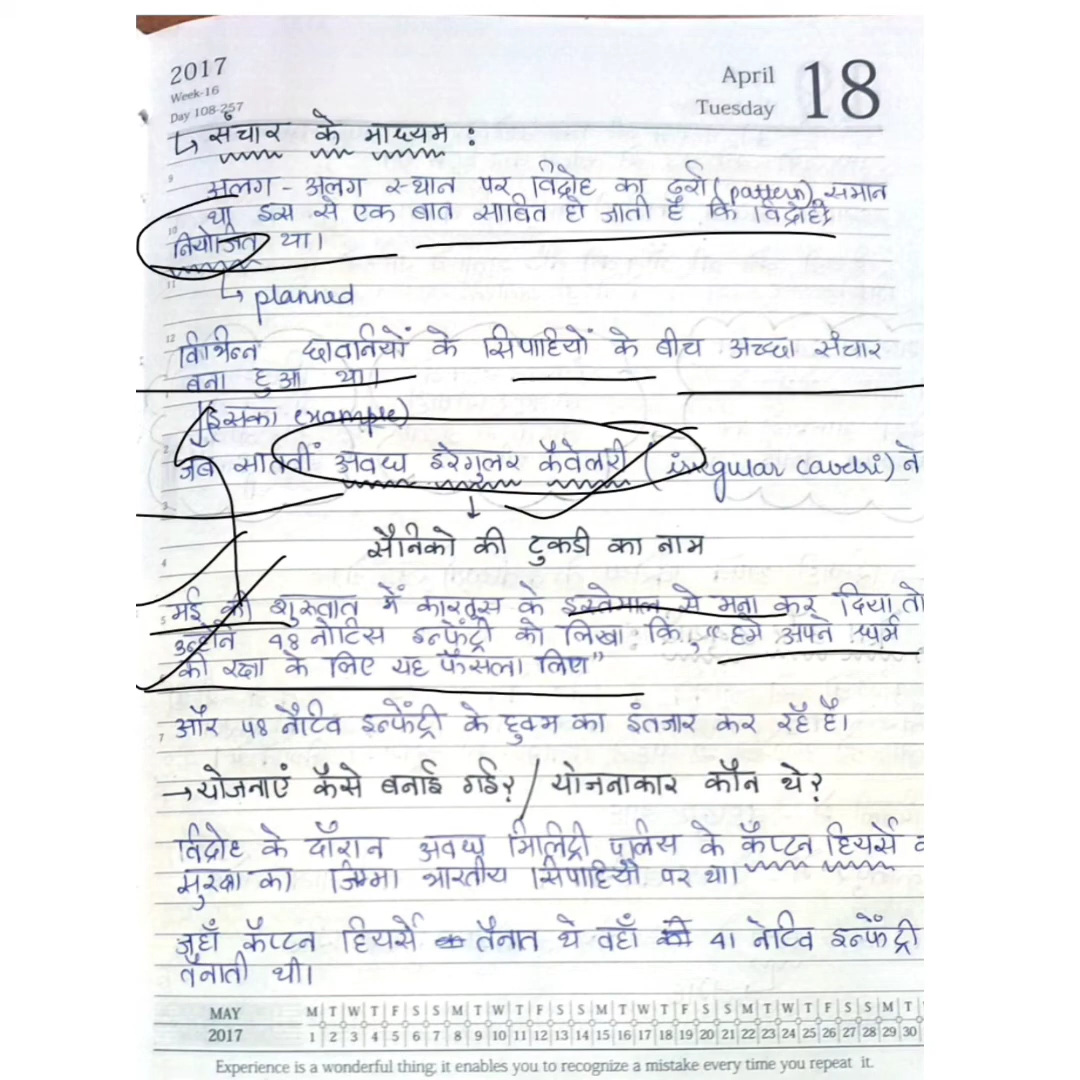 2017
Week-16
Day 108-257
April
Tuesday
18
↳ संचार के माध्यम :
अलग - अलग स्थान पर विद्रोह का ढर्रा (pattern) समान
था इस से एक बात साबित हो जाती है कि विद्रोही
नियोजित था।
↳ planned
विभिन्न छावनियों के सिपाहियों के बीच अच्छा संचार
बना हुआ था।
(इसका example)
जब सातवीं अवध इरेगुलर कैवेलरी (irregular cavelri) ने
↓
सैनिको की टुकडी का नाम
मई की शुरुवात में कारतूस के इस्तेमाल से मना कर दिया तो
उन्होने 48 नोटिस इन्फेंट्री को लिखा कि, "हमे अपने धर्म
की रक्षा के लिए यह फैसला लिए"
और 48 नैटिव इन्फेंट्री के हुक्म का इंतजार कर रहें है।
→ योजनाएं कैसे बनाई गई? / योजनाकार कौन थे?
विद्रोह के दौरान अवध मिलिट्री पुलिस के कैप्टन हियर्से
सुरक्षा का जिम्मा भारतीय सिपाहियों पर था।
जहाँ कैप्टन हियर्से तैनात थे वहाँ 41 नेटिव इन्फेंट्री
तैनाती थी।
MAY
2017
M T W T F S S M T W T F S S M T W T F S S M T W T F S S M T
1 2 3 4 5 6 7 8 9 10 11 12 13 14 15 16 17 18 19 20 21 22 23 24 25 26 27 28 29 30
Experience is a wonderful thing; it enables you to recognize a mistake every time you repeat it.